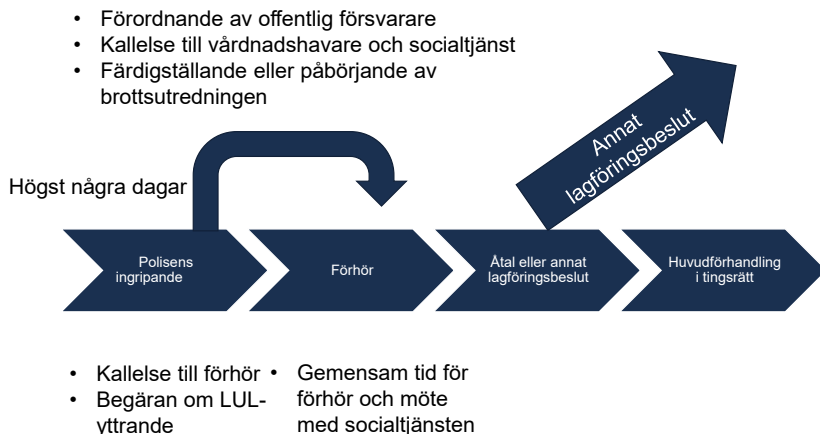 • Förordnande av offentlig försvarare
• Kallelse till vårdnadshavare och socialtjänst
• Färdigställande eller påbörjande av
brottsutredningen
Annat
lagföringsbeslut
Högst några dagar
Polisens
ingripande
Förhör
Åtal eller annat
lagföringsbeslut
Huvudförhandling
i tingsrätt
• Kallelse till förhör
• Begäran om LUL-
yttrande
• Gemensam tid för
förhör och möte
med socialtjänsten